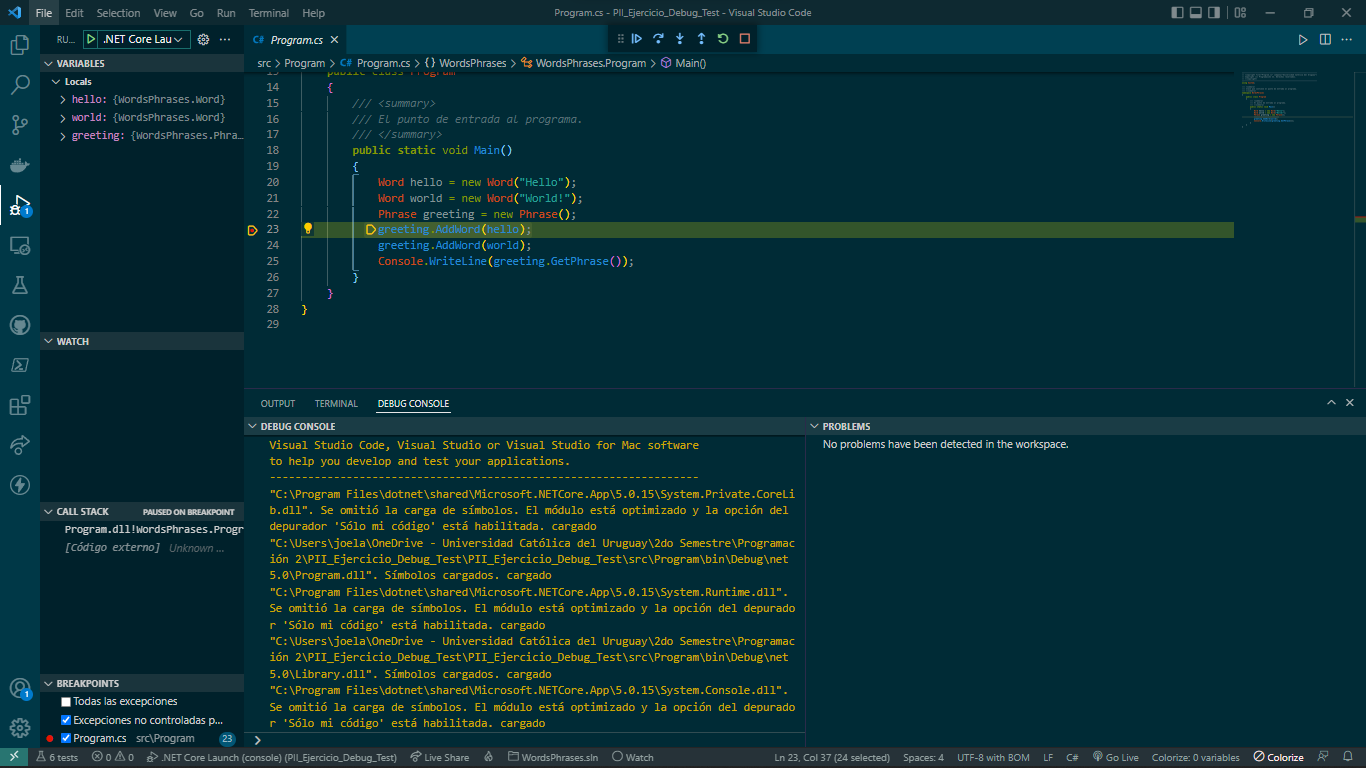 File Edit Selection View Go Run Terminal Help
Program.cs - PII_Ejercicio_Debug_Test - Visual Studio Code
RU... .NET Core Lau
Program.cs
src > Program > C# Program.cs > {} WordsPhrases > WordsPhrases.Program > Main()
VARIABLES
Locals
hello: {WordsPhrases.Word}
world: {WordsPhrases.Word}
greeting: {WordsPhrases.Phra...
13 public class Program
14 {
15 /// <summary>
16 /// El punto de entrada al programa.
17 /// </summary>
18 public static void Main()
19 {
20 Word hello = new Word("Hello");
21 Word world = new Word("World!");
22 Phrase greeting = new Phrase();
23 greeting.AddWord(hello);
24 greeting.AddWord(world);
25 Console.WriteLine(greeting.GetPhrase());
26 }
27 }
28 }
29
WATCH
CALL STACK PAUSED ON BREAKPOINT
Program.dll!WordsPhrases.Progr
[Código externo] Unknown ...
BREAKPOINTS
Todas las excepciones
Excepciones no controladas p...
Program.cs src\Program 23
OUTPUT TERMINAL DEBUG CONSOLE
DEBUG CONSOLE
Visual Studio Code, Visual Studio or Visual Studio for Mac software
to help you develop and test your applications.
-------------------------------------------------------------------
"C:\Program Files\dotnet\shared\Microsoft.NETCore.App\5.0.15\System.Private.CoreLi
b.dll". Se omitió la carga de símbolos. El módulo está optimizado y la opción del
depurador 'Sólo mi código' está habilitada. cargado
"C:\Users\joela\OneDrive - Universidad Católica del Uruguay\2do Semestre\Programac
ión 2\PII_Ejercicio_Debug_Test\PII_Ejercicio_Debug_Test\src\Program\bin\Debug\net
5.0\Program.dll". Símbolos cargados. cargado
"C:\Program Files\dotnet\shared\Microsoft.NETCore.App\5.0.15\System.Runtime.dll".
Se omitió la carga de símbolos. El módulo está optimizado y la opción del depurado
r 'Sólo mi código' está habilitada. cargado
"C:\Users\joela\OneDrive - Universidad Católica del Uruguay\2do Semestre\Programac
ión 2\PII_Ejercicio_Debug_Test\PII_Ejercicio_Debug_Test\src\Program\bin\Debug\net
5.0\Library.dll". Símbolos cargados. cargado
"C:\Program Files\dotnet\shared\Microsoft.NETCore.App\5.0.15\System.Console.dll".
Se omitió la carga de símbolos. El módulo está optimizado y la opción del depurado
r 'Sólo mi código' está habilitada. cargado
PROBLEMS
No problems have been detected in the workspace.
1
1
6 tests 0 0 .NET Core Launch (console) (PII_Ejercicio_Debug_Test) Live Share WordsPhrases.sln Watch Ln 23, Col 37 (24 selected) Spaces: 4 UTF-8 with BOM LF C# Go Live Colorize: 0 variables Colorize